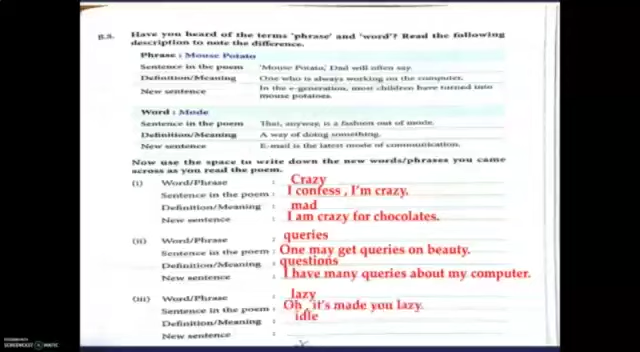 B.5. Have you heard of the terms 'phrase' and 'word'? Read the following
description to note the difference.
Phrase : Mouse Potato
Sentence in the poem 'Mouse Potato,' Dad will often say.
Definition/Meaning One who is always working on the computer.
New sentence In the e-generation, most children have turned into
mouse potatoes.
Word : Mode
Sentence in the poem That, anyway, is a fashion out of mode.
Definition/Meaning A way of doing something.
New sentence E-mail is the latest mode of communication.
Now use the space to write down the new words/phrases you came
across as you read the poem.
(i) Word/Phrase : Crazy
Sentence in the poem : I confess , I'm crazy.
Definition/Meaning : mad
New sentence : I am crazy for chocolates.
(ii) Word/Phrase : queries
Sentence in the poem : One may get queries on beauty.
Definition/Meaning : questions
New sentence : I have many queries about my computer.
(iii) Word/Phrase : lazy
Sentence in the poem : Oh , it's made you lazy.
Definition/Meaning : idle
New sentence :
SCREENCAST MATIC